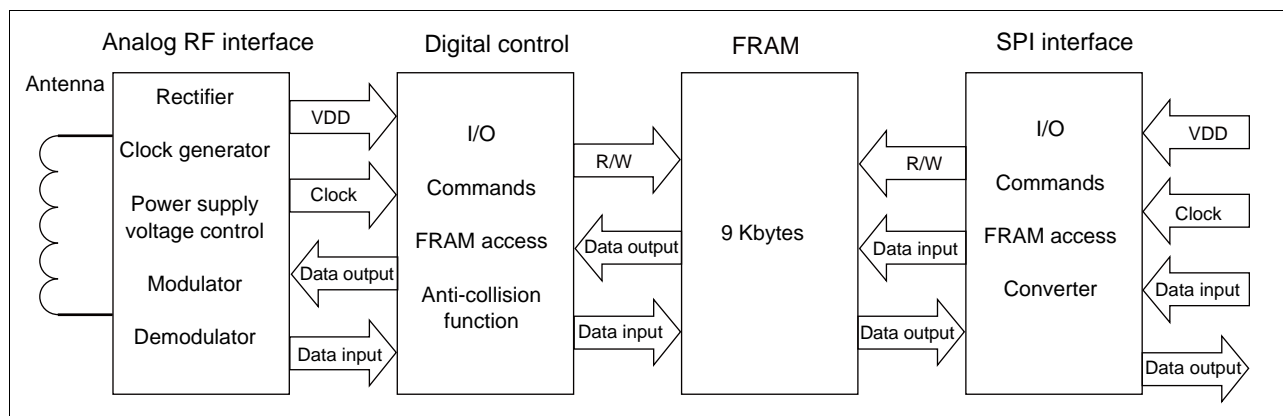 Analog RF interface
Digital control
FRAM
SPI interface
Antenna
Rectifier
Clock generator
Power supply
voltage control
Modulator
Demodulator
VDD
Clock
Data output
Data input
I/O
Commands
FRAM access
Anti-collision
function
R/W
Data output
Data input
9 Kbytes
R/W
Data input
Data output
I/O
Commands
FRAM access
Converter
VDD
Clock
Data input
Data output